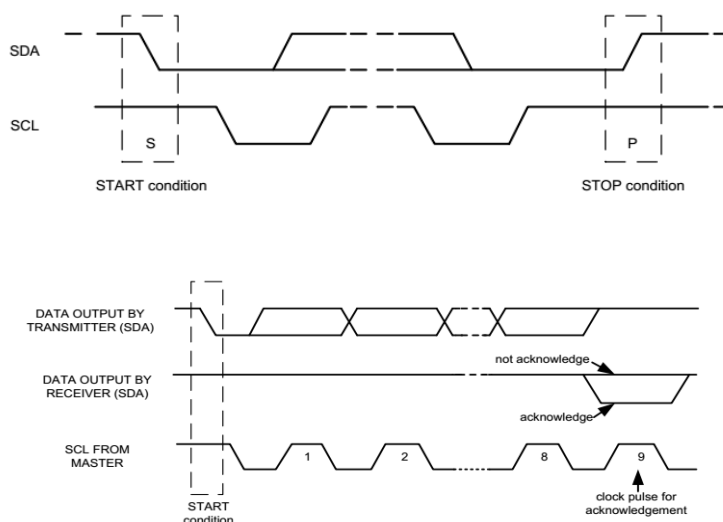 SDA
SCL
S
P
START condition
STOP condition
DATA OUTPUT BY
TRANSMITTER (SDA)
not acknowledge
DATA OUTPUT BY
RECEIVER (SDA)
acknowledge
SCL FROM
MASTER
1
2
8
9
START
condition
clock pulse for
acknowledgement